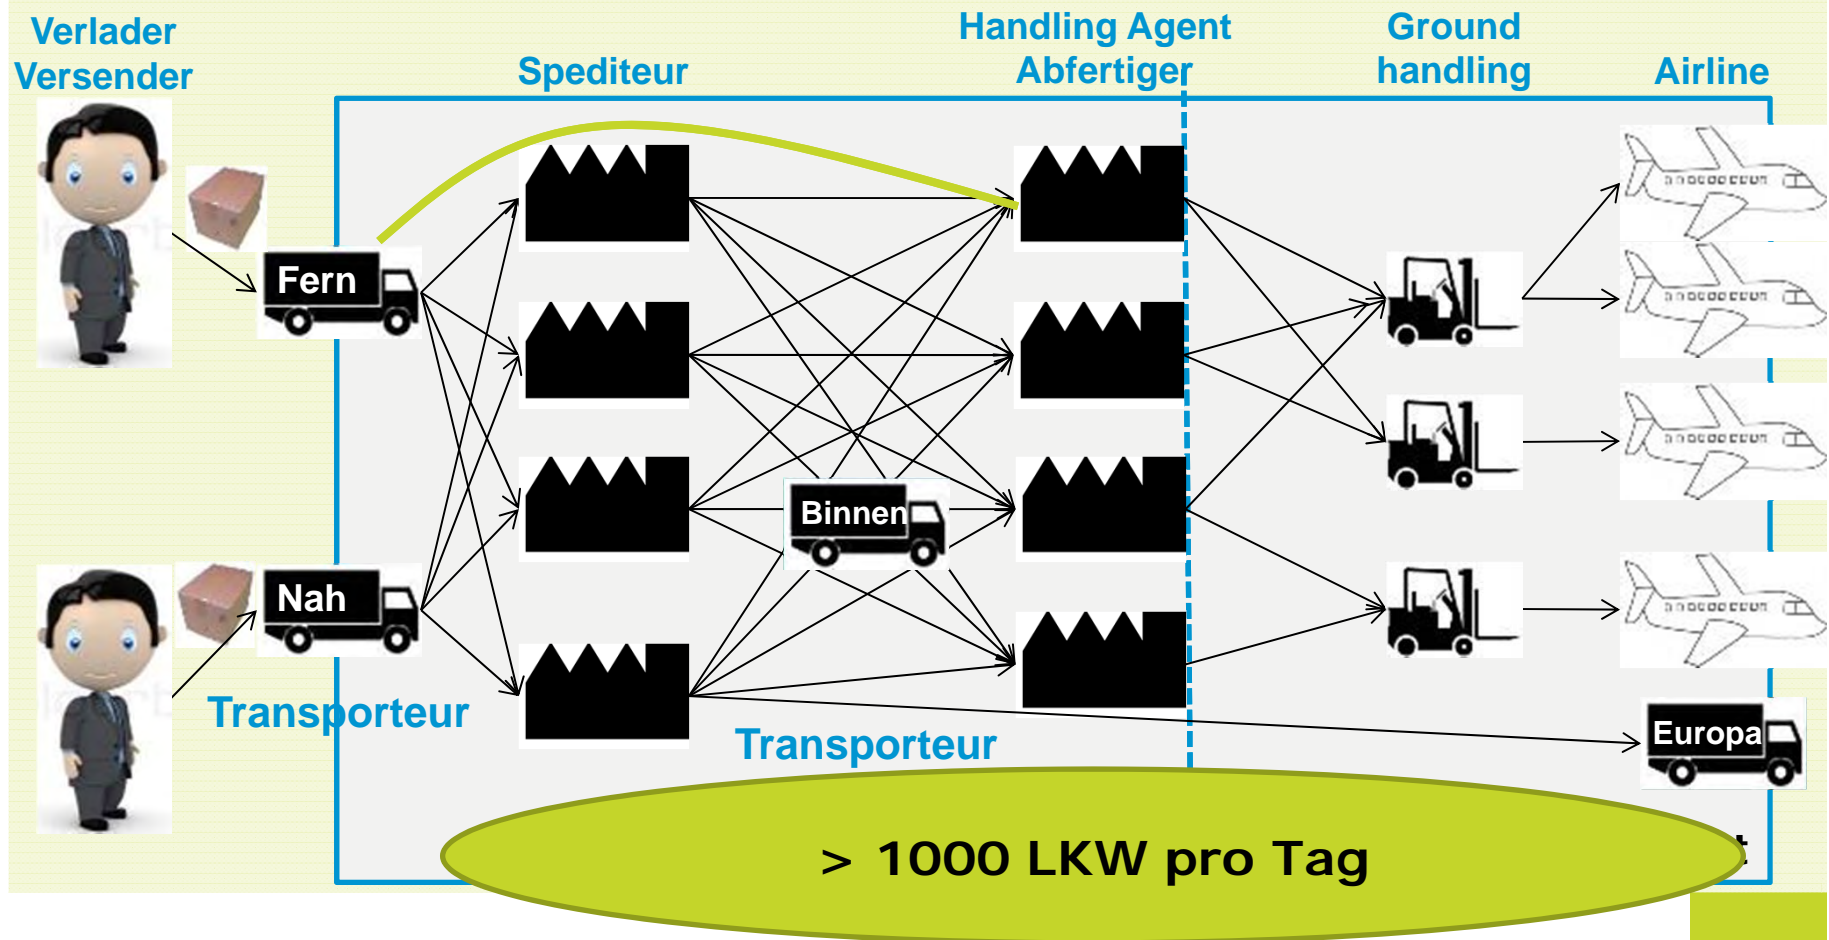 Verlader
Versender
Spediteur
Handling Agent
Abfertiger
Ground
handling
Airline
Fern
Binnen
Nah
Transporteur
Transporteur
Europa
> 1000 LKW pro Tag
t